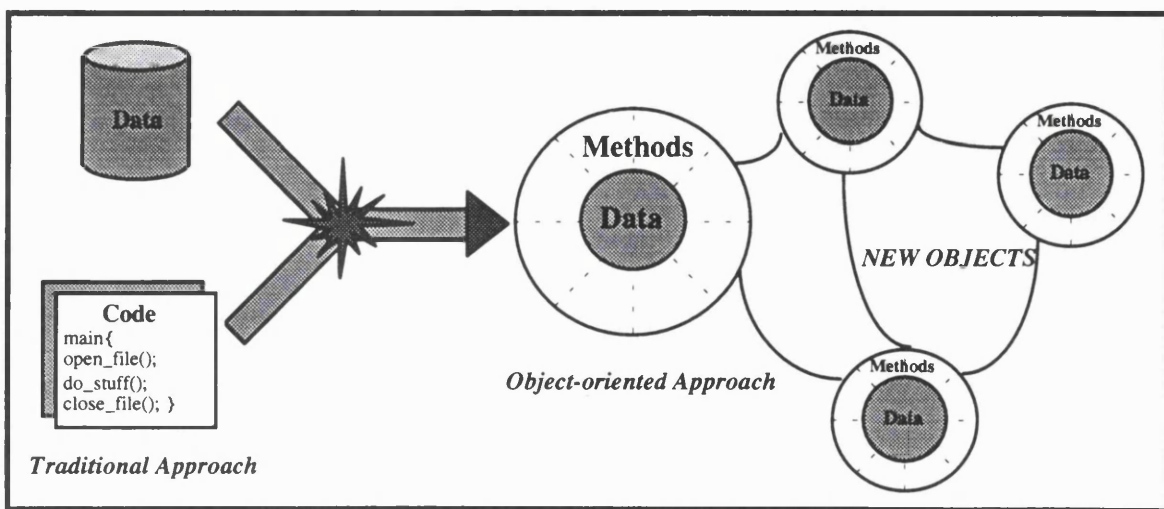 Data
Code
main{
open_file();
do_stuff();
close_file(); }
Traditional Approach
Methods
Data
Object-oriented Approach
Methods
Data
Methods
Data
NEW OBJECTS
Methods
Data